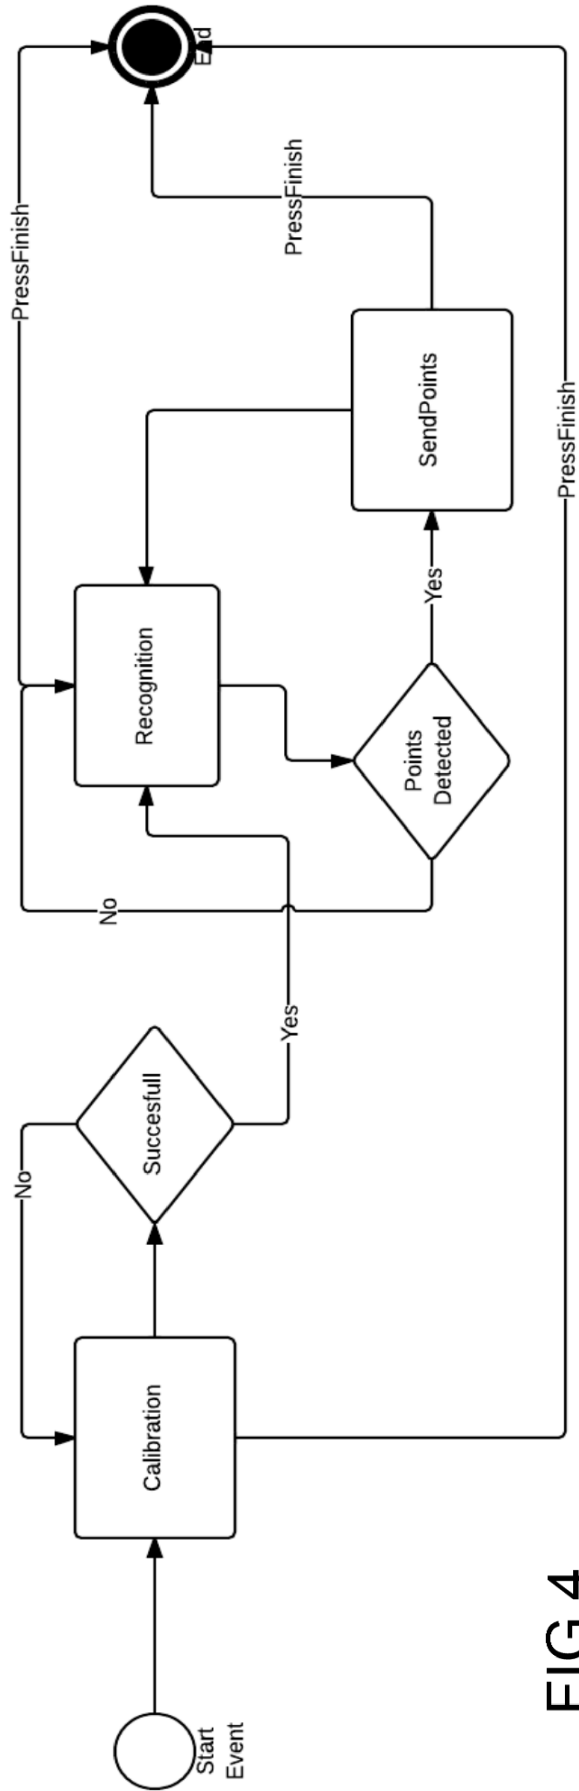 Start
Event
Calibration
No
Succesfull
Yes
No
Recognition
Points
Detected
Yes
SendPoints
PressFinish
PressFinish
PressFinish
End
FIG 4